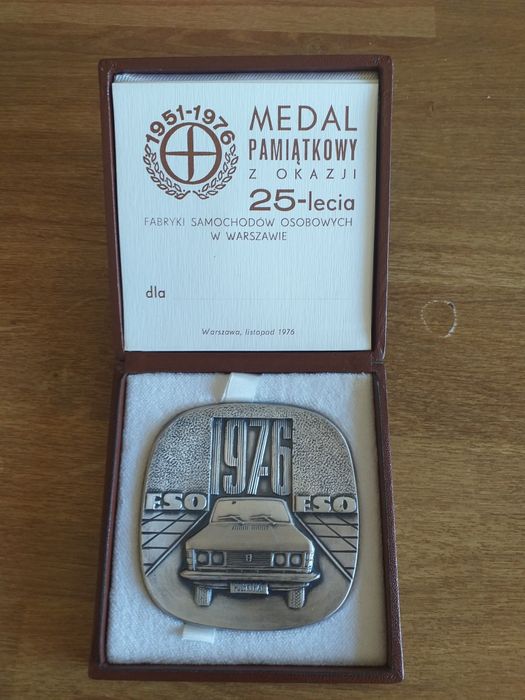 1951-1976
MEDAL
PAMIĄTKOWY
Z OKAZJI
25-lecia
FABRYKI SAMOCHODÓW OSOBOWYCH
W WARSZAWIE
dla
Warszawa, listopad 1976
1976
FSO FSO